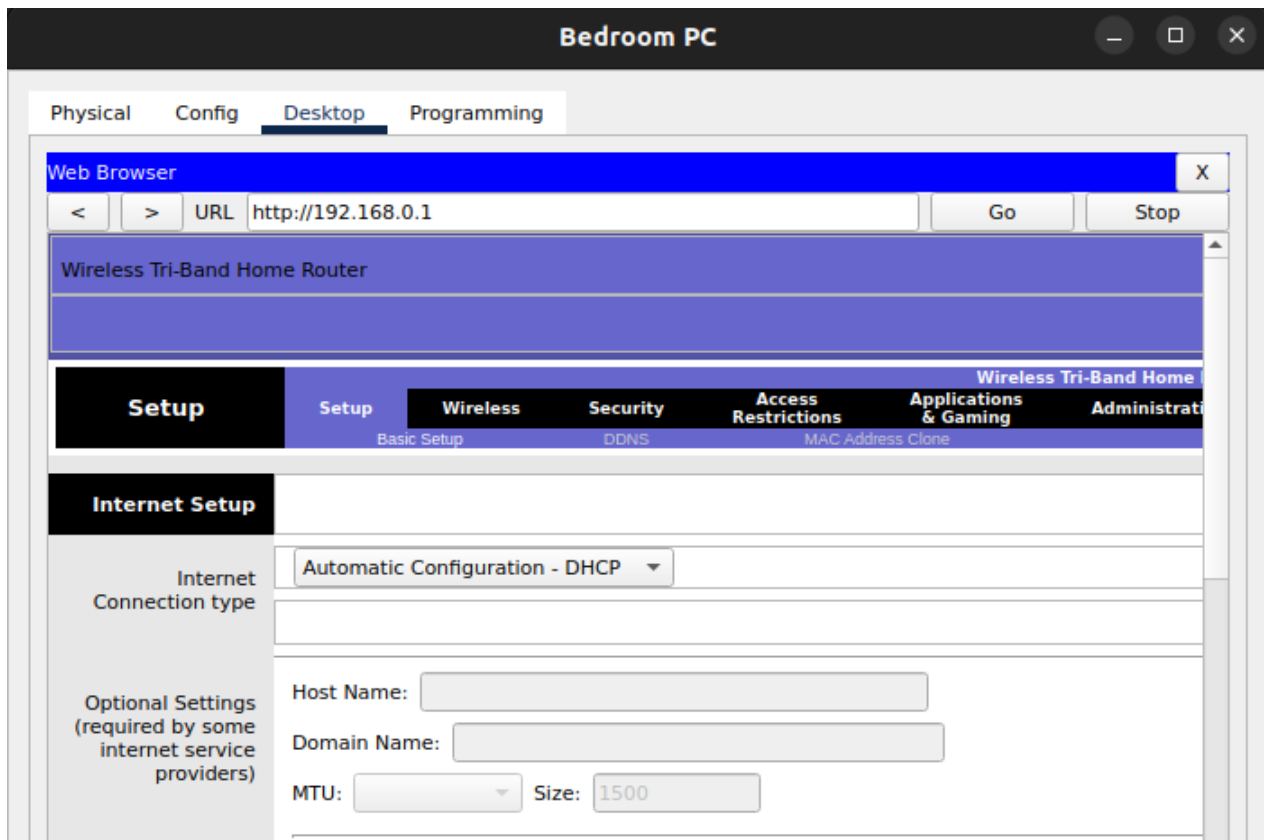 Bedroom PC
Physical Config Desktop Programming
Web Browser X
< > URL http://192.168.0.1 Go Stop
Wireless Tri-Band Home Router
Wireless Tri-Band Home
Setup Setup Wireless Security Access Restrictions Applications & Gaming Administrati
Basic Setup DDNS MAC Address Clone
Internet Setup
Internet
Connection type
Automatic Configuration - DHCP
Optional Settings
(required by some
internet service
providers)
Host Name:
Domain Name:
MTU: Size: 1500